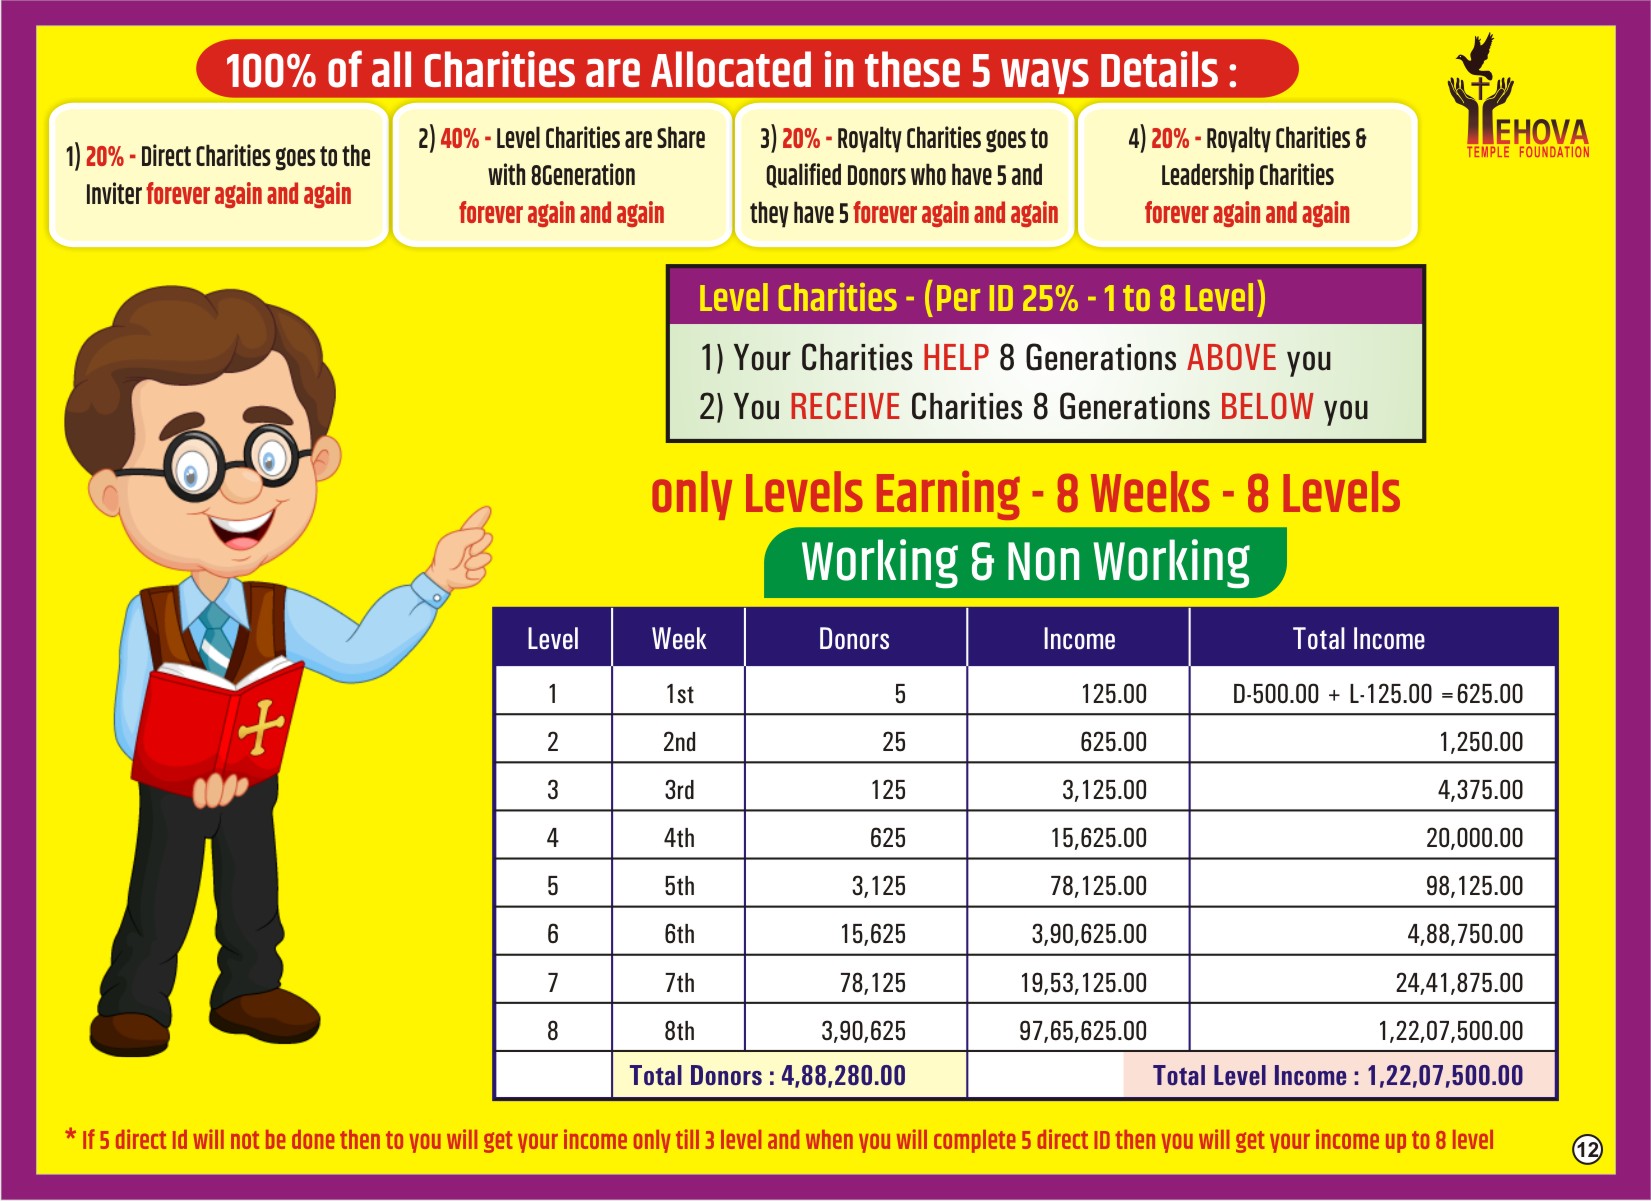 100% of all Charities are Allocated in these 5 ways Details :
1) 20% - Direct Charities goes to the
Inviter forever again and again
2) 40% - Level Charities are Share
with 8Generation
forever again and again
3) 20% - Royalty Charities goes to
Qualified Donors who have 5 and
they have 5 forever again and again
4) 20% - Royalty Charities &
Leadership Charities
forever again and again
EHOVA
TEMPLE FOUNDATION
Level Charities - (Per ID 25% - 1 to 8 Level)
1) Your Charities HELP 8 Generations ABOVE you
2) You RECEIVE Charities 8 Generations BELOW you
only Levels Earning - 8 Weeks - 8 Levels
Working & Non Working
Level Week Donors Income Total Income
1 1st 5 125.00 D-500.00 + L-125.00 =625.00
2 2nd 25 625.00 1,250.00
3 3rd 125 3,125.00 4,375.00
4 4th 625 15,625.00 20,000.00
5 5th 3,125 78,125.00 98,125.00
6 6th 15,625 3,90,625.00 4,88,750.00
7 7th 78,125 19,53,125.00 24,41,875.00
8 8th 3,90,625 97,65,625.00 1,22,07,500.00
Total Donors : 4,88,280.00 Total Level Income : 1,22,07,500.00
* If 5 direct Id will not be done then to you will get your income only till 3 level and when you will complete 5 direct ID then you will get your income up to 8 level
12